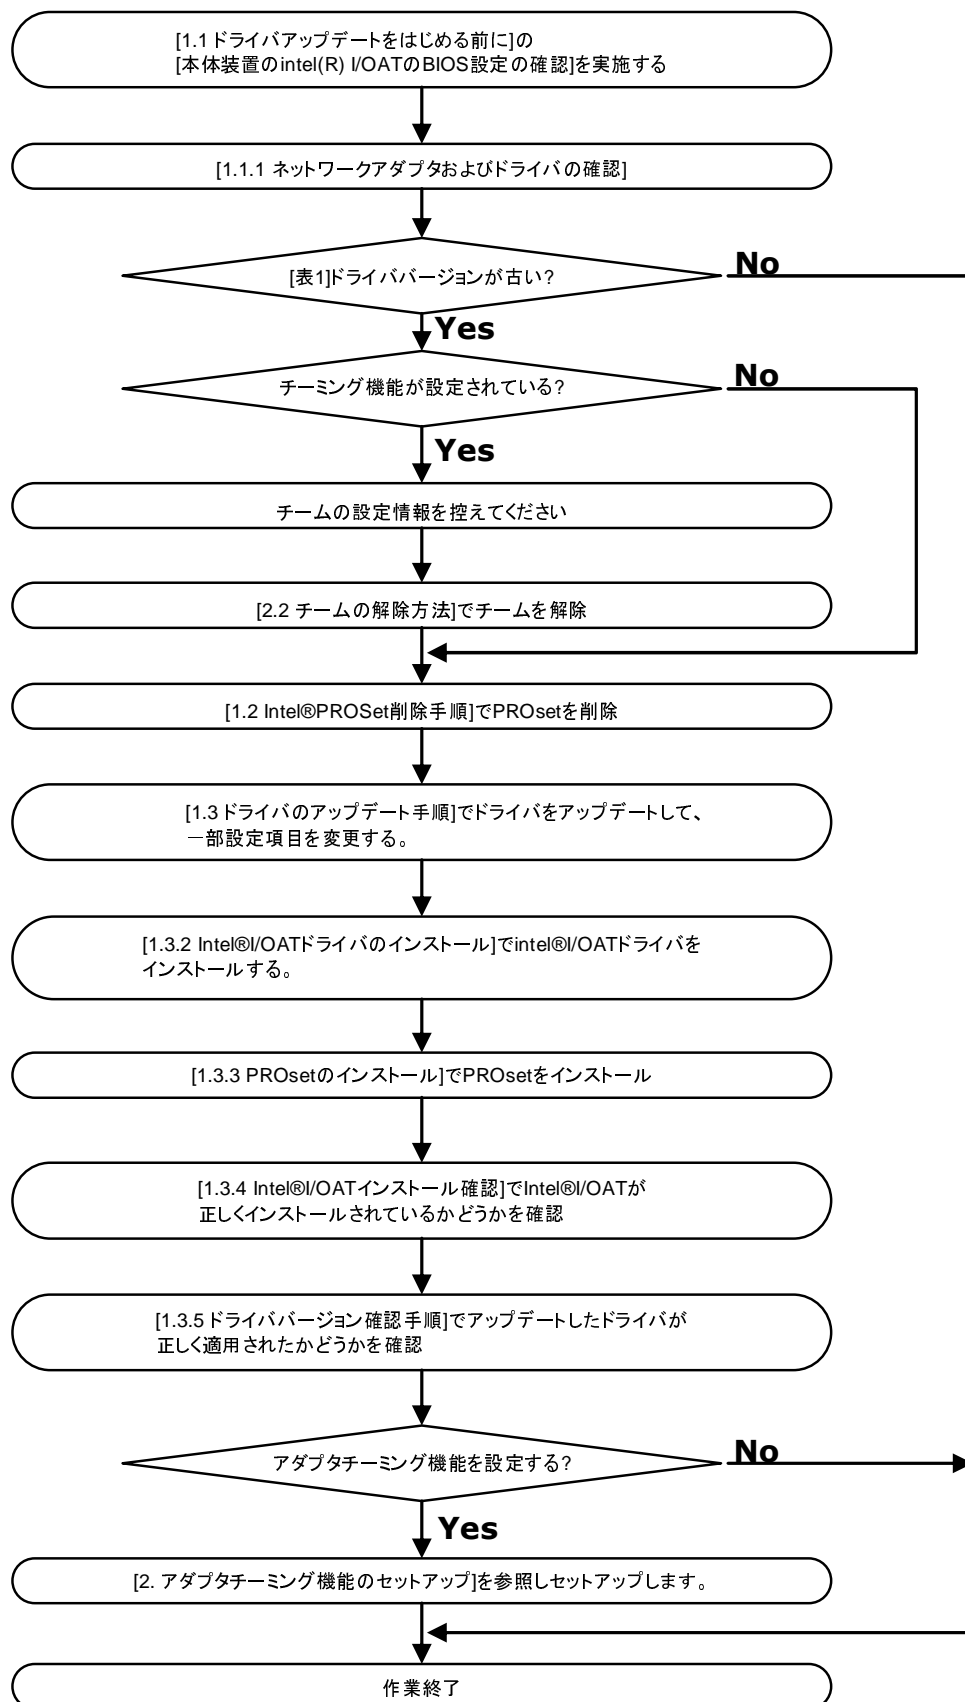 [1.1 ドライバアップデートをはじめる前に]の
[本体装置のintel(R) I/OATのBIOS設定の確認]を実施する
[1.1.1 ネットワークアダプタおよびドライバの確認]
[表1]ドライババージョンが古い?
No
Yes
チーミング機能が設定されている?
No
Yes
チームの設定情報を控えてください
[2.2 チームの解除方法]でチームを解除
[1.2 Intel®PROSet削除手順]でPROsetを削除
[1.3 ドライバのアップデート手順]でドライバをアップデートして、
一部設定項目を変更する。
[1.3.2 Intel®I/OATドライバのインストール]でintel®I/OATドライバを
インストールする。
[1.3.3 PROsetのインストール]でPROsetをインストール
[1.3.4 Intel®I/OATインストール確認]でIntel®I/OATが
正しくインストールされているかどうかを確認
[1.3.5 ドライババージョン確認手順]でアップデートしたドライバが
正しく適用されたかどうかを確認
アダプタチーミング機能を設定する?
No
Yes
[2. アダプタチーミング機能のセットアップ]を参照しセットアップします。
作業終了